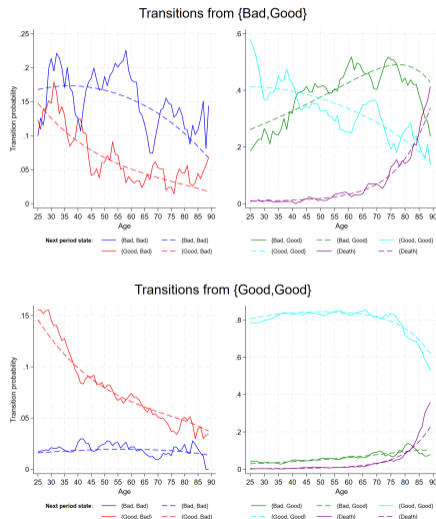 Transitions from {Bad,Good}
.25
.2
.15
.1
.05
0
Transition probability
25 30 35 40 45 50 55 60 65 70 75 80 85 90
Age
.6
.4
.2
0
25 30 35 40 45 50 55 60 65 70 75 80 85 90
Age
Next period state:
(Bad, Bad) (Bad, Bad)
(Good, Bad) (Good, Bad)
(Bad, Good) (Bad, Good) (Good, Good)
(Good, Good) (Death) (Death)
Transitions from {Good,Good}
.15
.1
.05
0
Transition probability
25 30 35 40 45 50 55 60 65 70 75 80 85 90
Age
.8
.6
.4
.2
0
25 30 35 40 45 50 55 60 65 70 75 80 85 90
Age
Next period state:
(Bad, Bad) (Bad, Bad)
(Good, Bad) (Good, Bad)
(Bad, Good) (Bad, Good) (Good, Good)
(Good, Good) (Death) (Death)